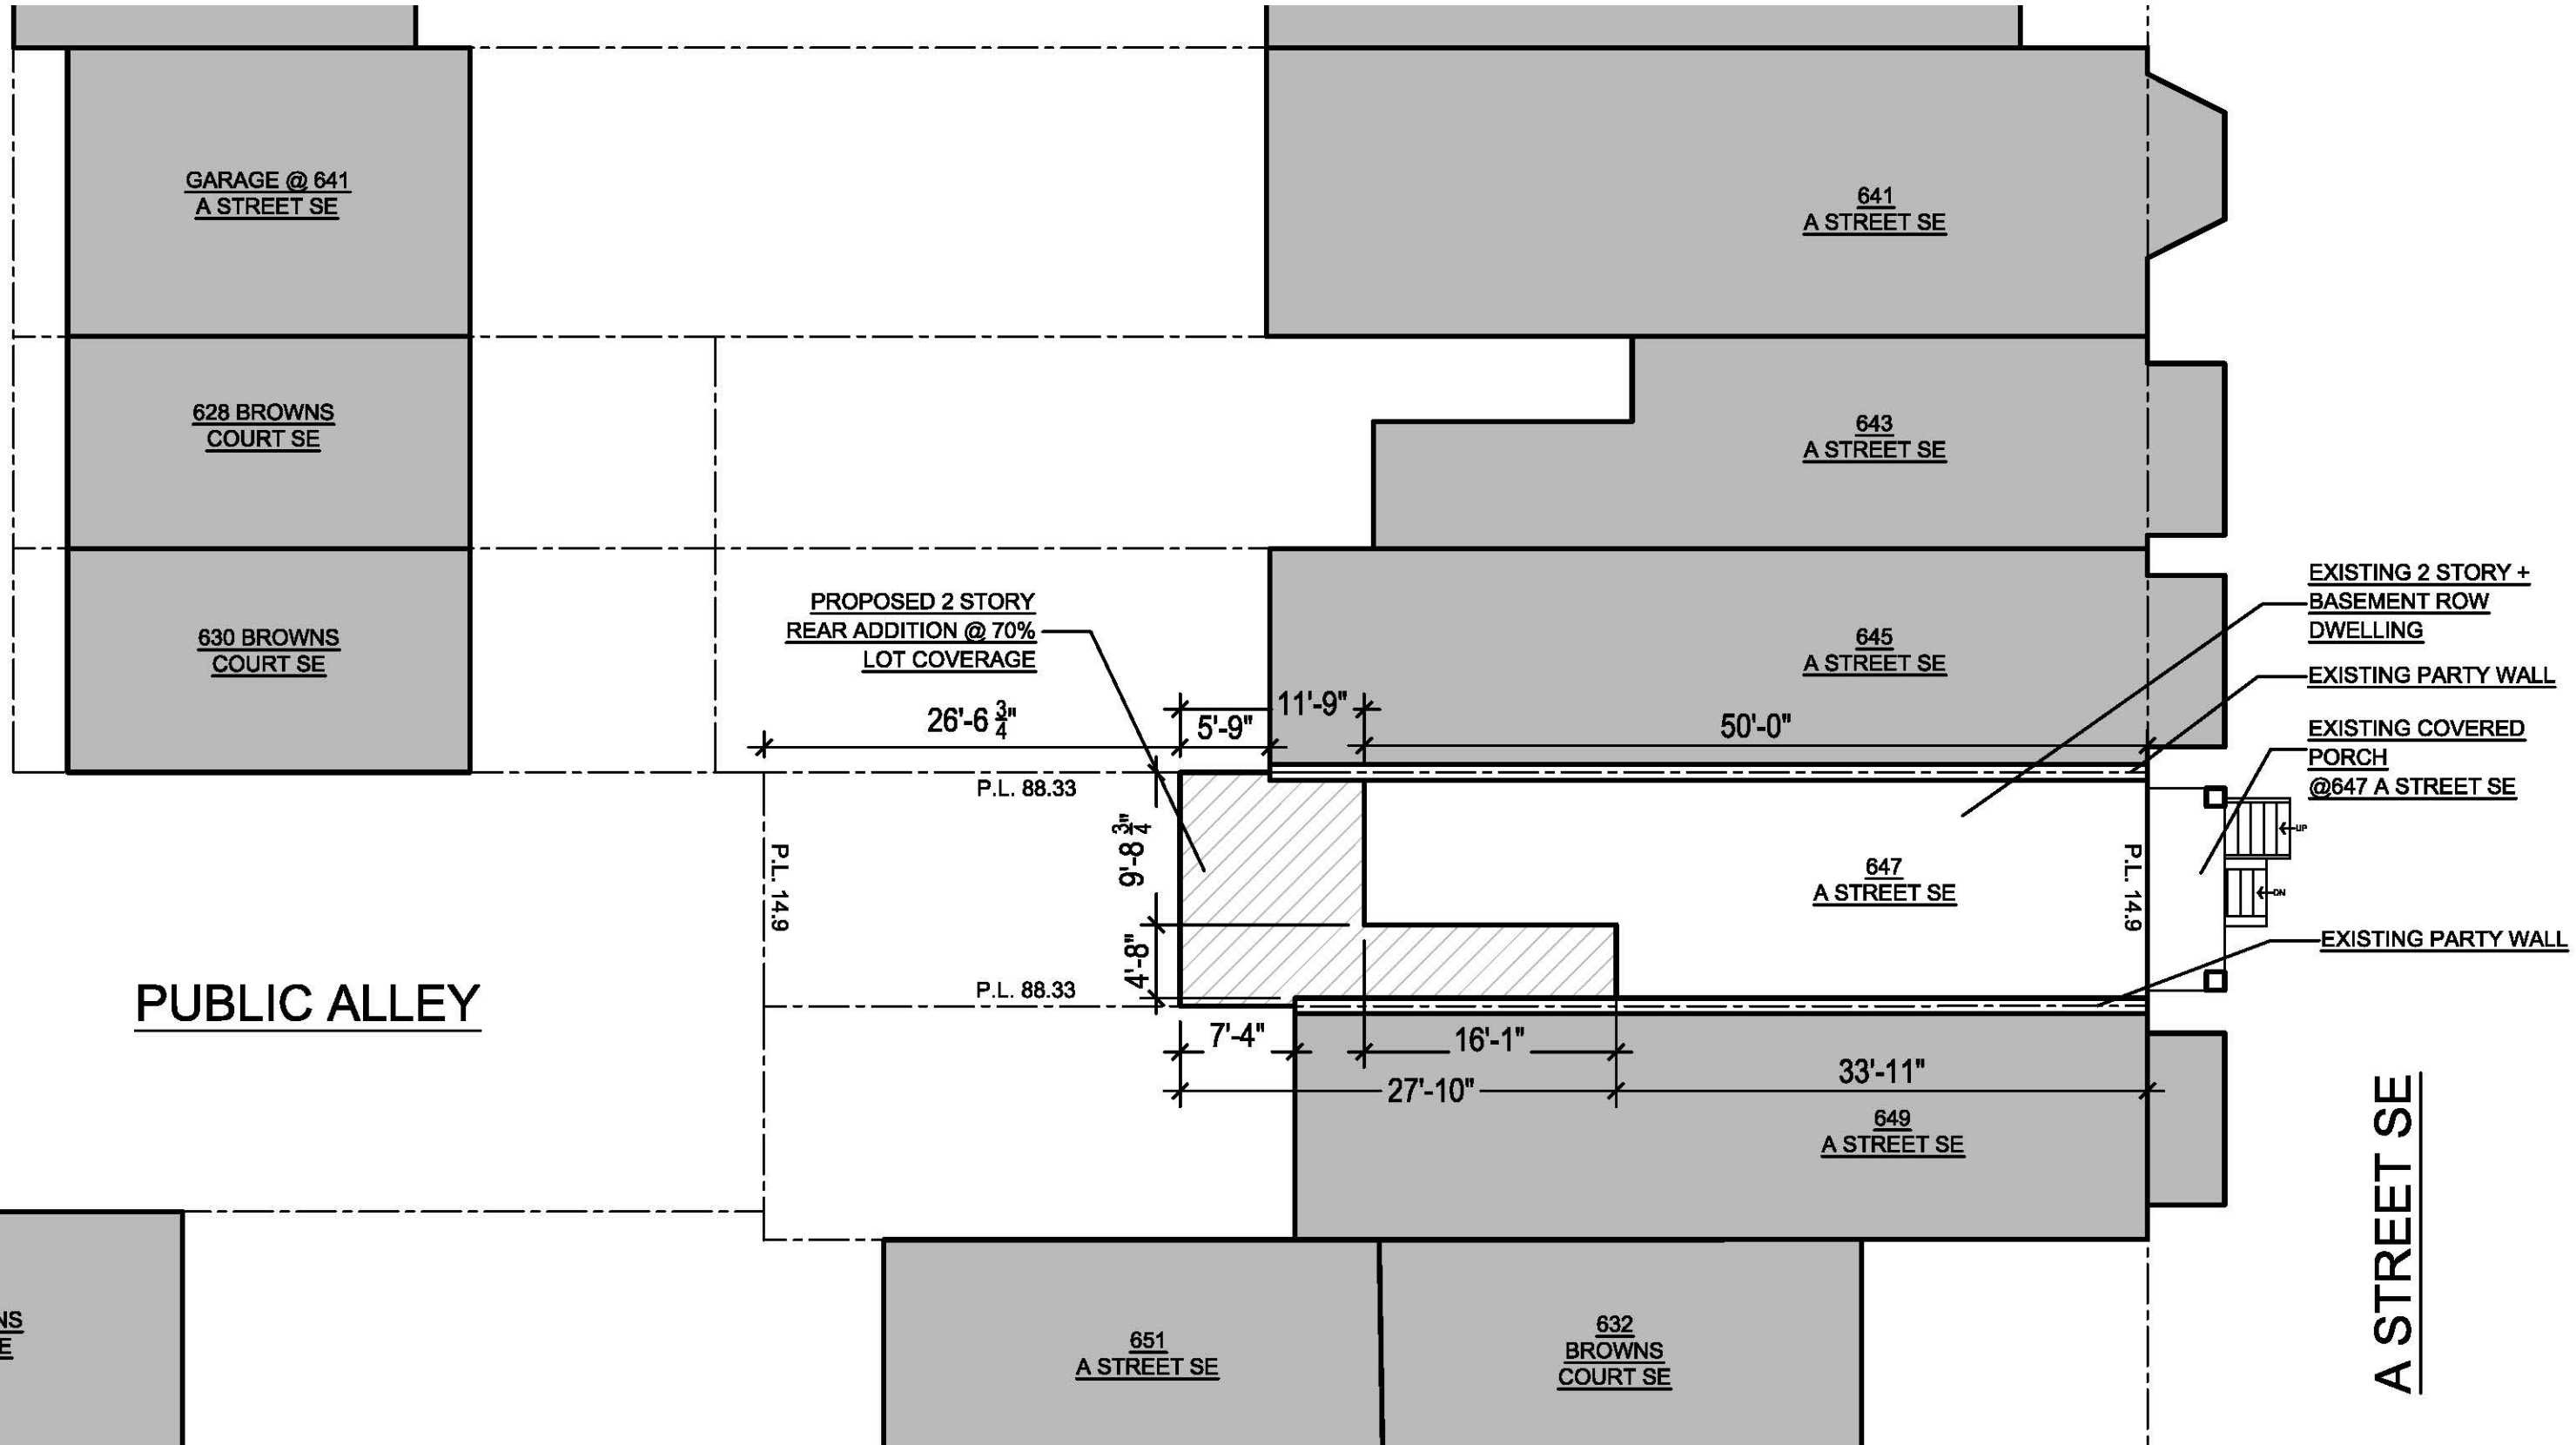 GARAGE @ 641
A STREET SE
641
A STREET SE
628 BROWNS
COURT SE
643
A STREET SE
630 BROWNS
COURT SE
645
A STREET SE
PROPOSED 2 STORY
REAR ADDITION @ 70%
LOT COVERAGE
EXISTING 2 STORY +
BASEMENT ROW
DWELLING
EXISTING PARTY WALL
EXISTING COVERED
PORCH
@647 A STREET SE
11'-9"
26'-6 3/4"
5'-9"
50'-0"
P.L. 88.33
9'-8 3/4"
P.L. 14.9
647
A STREET SE
P.L. 14.9
UP
DN
EXISTING PARTY WALL
4'-8"
P.L. 88.33
PUBLIC ALLEY
7'-4"
16'-1"
27'-10"
33'-11"
649
A STREET SE
A STREET SE
NS
E
651
A STREET SE
632
BROWNS
COURT SE